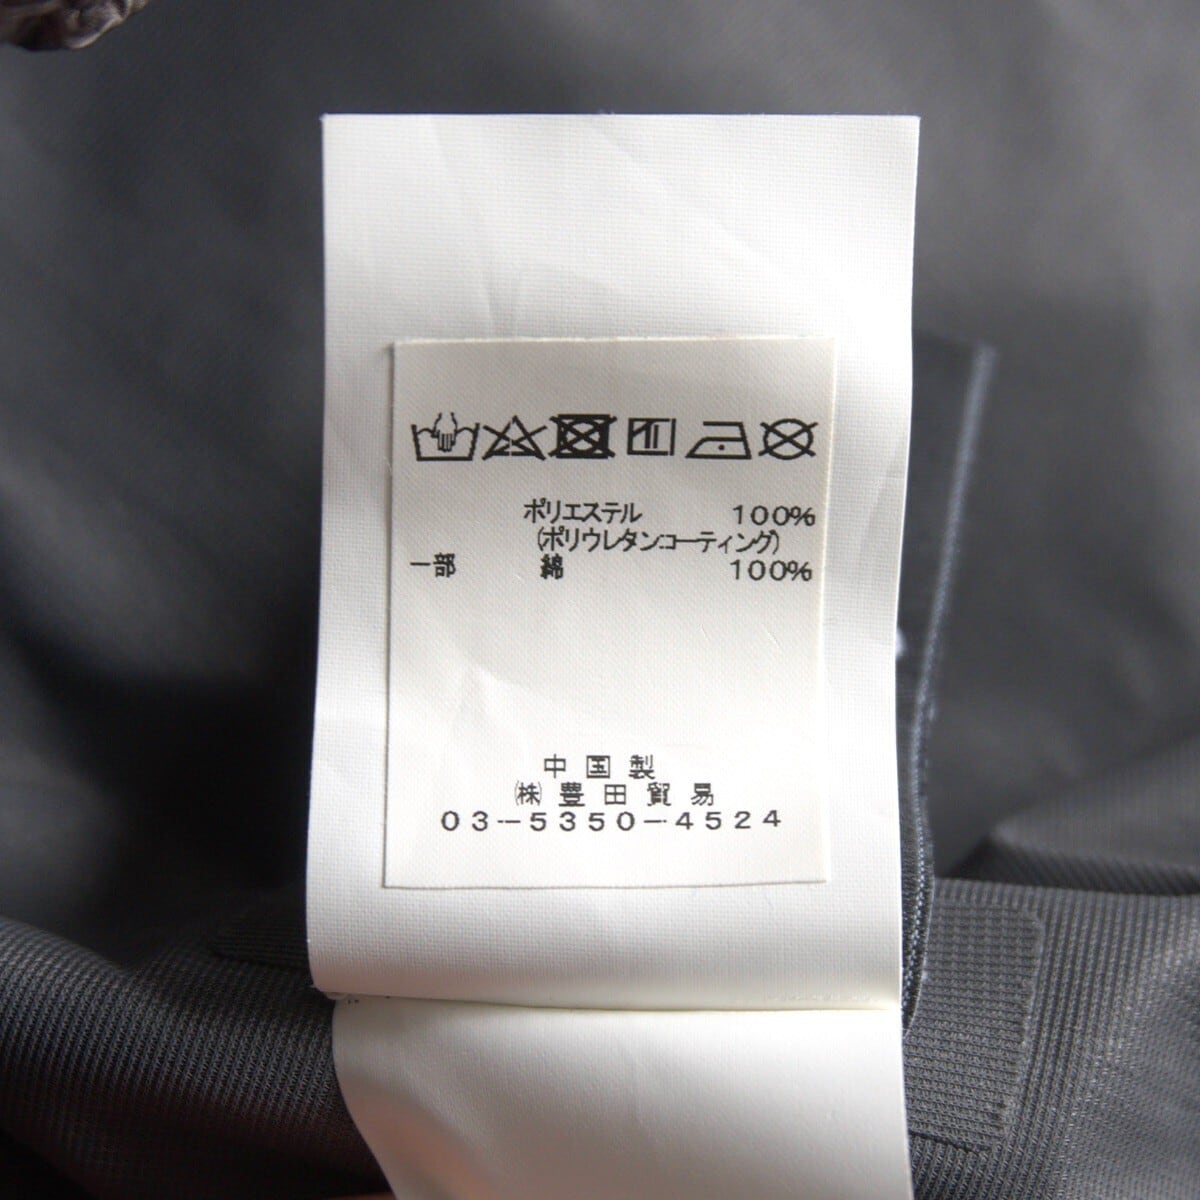 ポリエステル 100%
(ポリウレタンコーティング)
一部 綿 100%
中国製
㈱豊田貿易
03-5350-4524